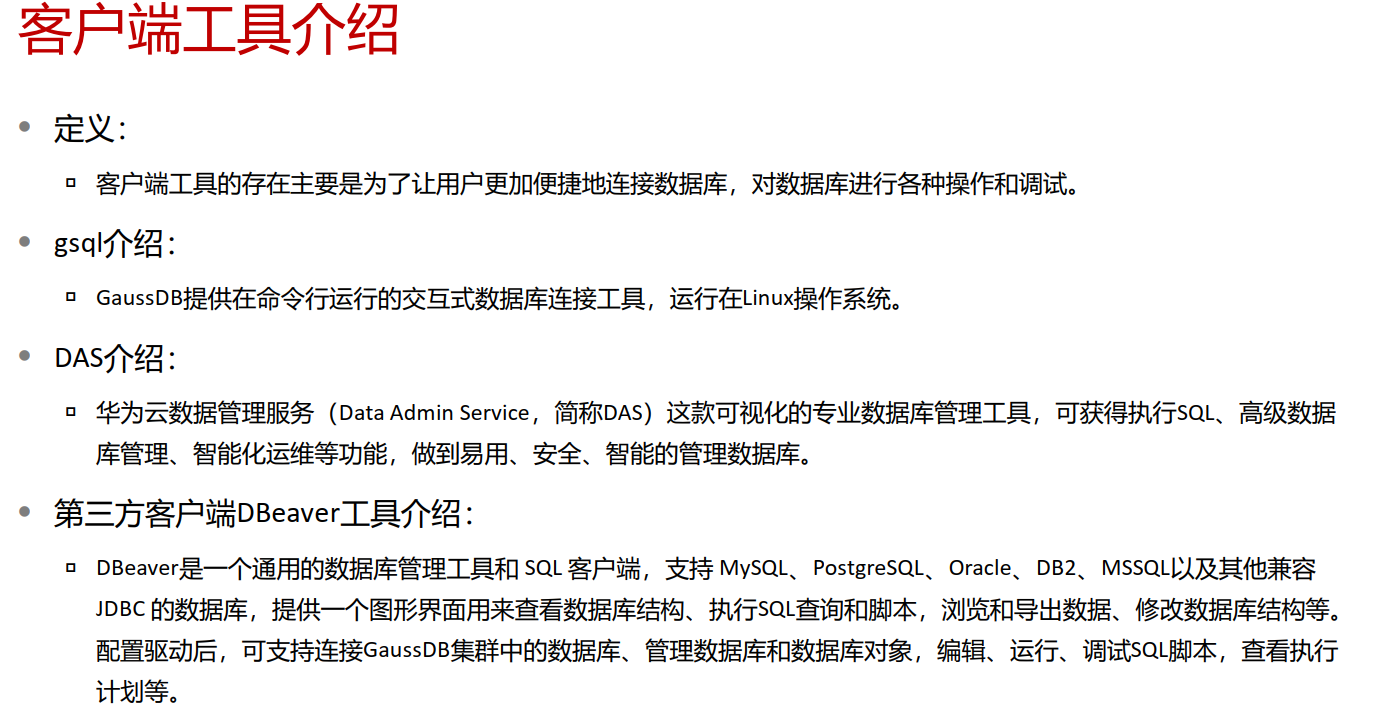 客户端工具介绍
定义：
客户端工具的存在主要是为了让用户更加便捷地连接数据库，对数据库进行各种操作和调试。
gsql介绍：
GaussDB提供在命令行运行的交互式数据库连接工具，运行在Linux操作系统。
DAS介绍：
华为云数据管理服务（Data Admin Service，简称DAS）这款可视化的专业数据库管理工具，可获得执行SQL、高级数据
库管理、智能化运维等功能，做到易用、安全、智能的管理数据库。
第三方客户端DBeaver工具介绍：
DBeaver是一个通用的数据库管理工具和 SQL 客户端，支持 MySQL、PostgreSQL、Oracle、DB2、MSSQL以及其他兼容
JDBC 的数据库，提供一个图形界面用来查看数据库结构、执行SQL查询和脚本，浏览和导出数据、修改数据库结构等。
配置驱动后，可支持连接GaussDB集群中的数据库、管理数据库和数据库对象，编辑、运行、调试SQL脚本，查看执行
计划等。